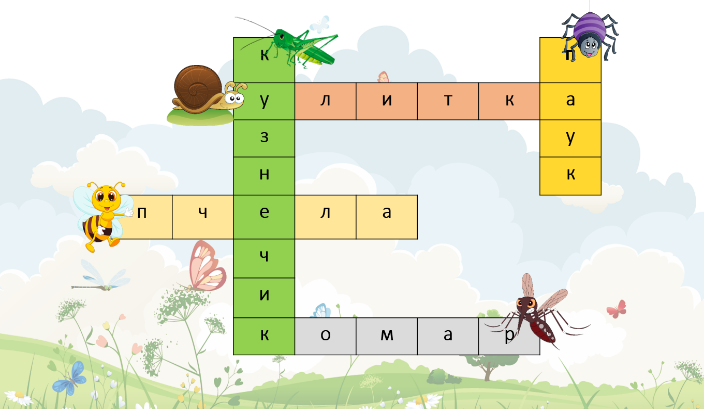 к п
у л и т к а
з у
н к
п ч е л а
ч
и
к о м а р